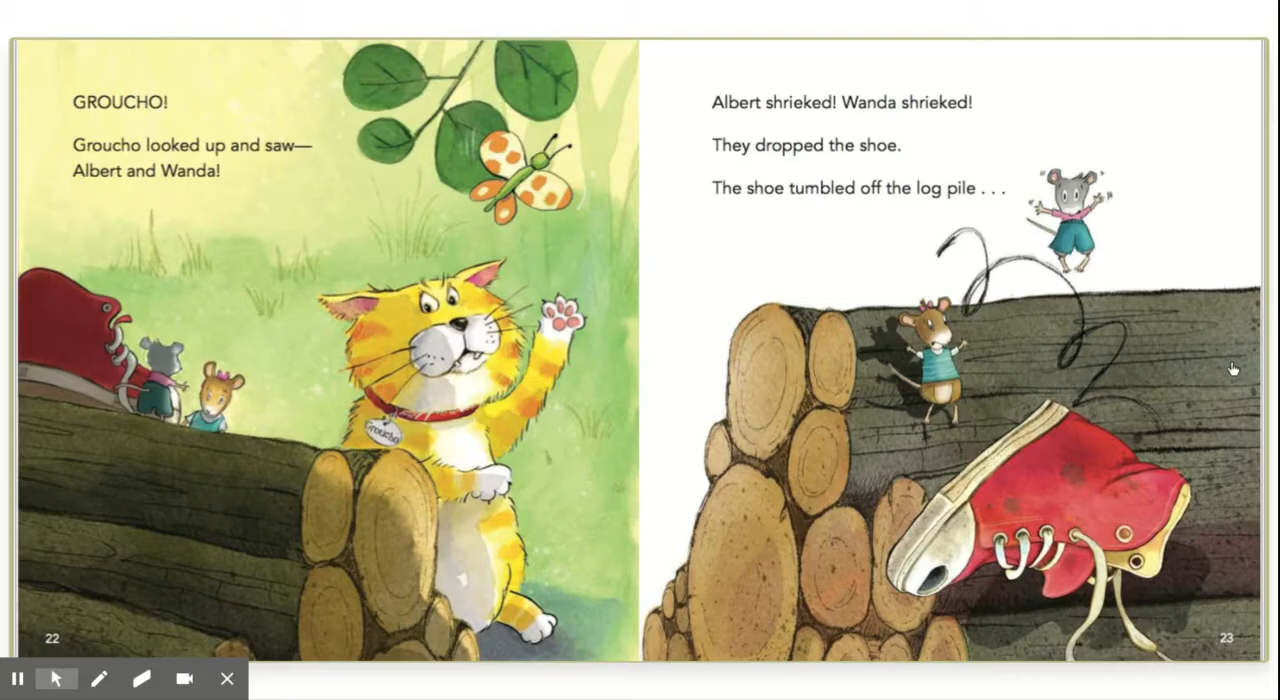 GROUCHO!
Groucho looked up and saw—
Albert and Wanda!
Groucho
22
Albert shrieked! Wanda shrieked!
They dropped the shoe.
The shoe tumbled off the log pile . . .
23